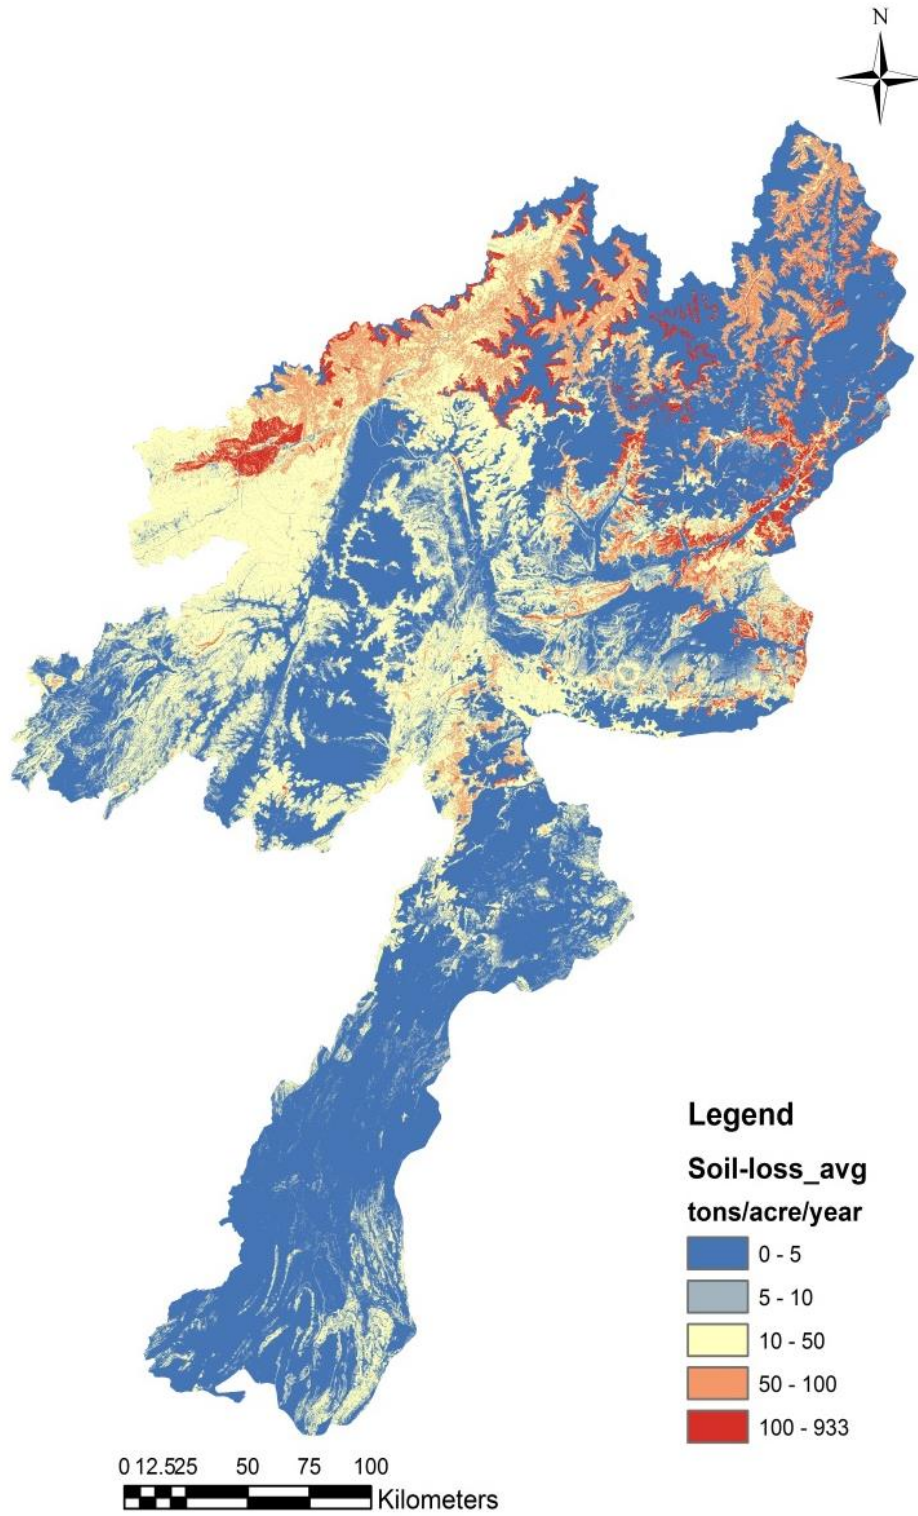 N
Legend
Soil-loss_avg
tons/acre/year
0 - 5
5 - 10
10 - 50
50 - 100
100 - 933
0 12.525 50 75 100
Kilometers